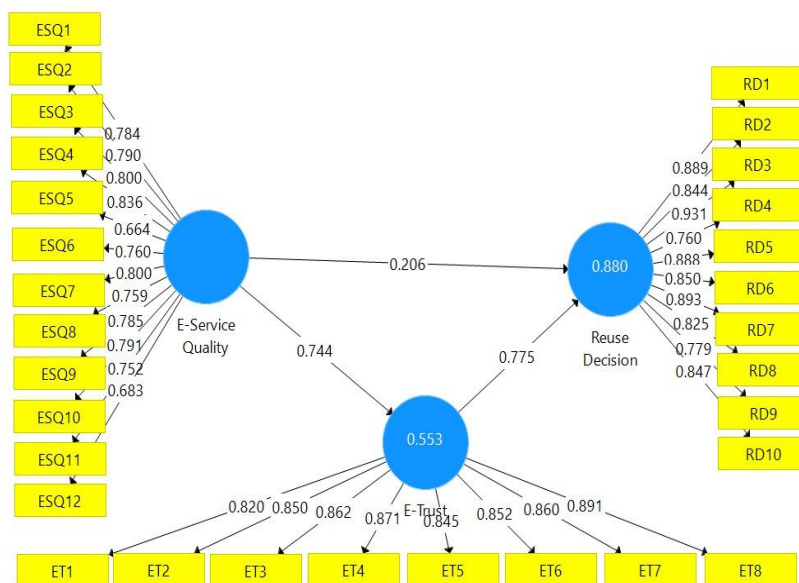 ESQ1
ESQ2
ESQ3
ESQ4
ESQ5
ESQ6
ESQ7
ESQ8
ESQ9
ESQ10
ESQ11
ESQ12
0.784
0.790
0.800
0.836
0.664
0.760
0.800
0.759
0.785
0.791
0.752
0.683
E-Service
Quality
0.206
0.744
0.775
0.880
Reuse
Decision
0.889
0.844
0.931
0.760
0.888
0.850
0.893
0.825
0.779
0.847
RD1
RD2
RD3
RD4
RD5
RD6
RD7
RD8
RD9
RD10
0.553
E-Trust
0.820
0.850
0.862
0.871
0.845
0.852
0.860
0.891
ET1
ET2
ET3
ET4
ET5
ET6
ET7
ET8